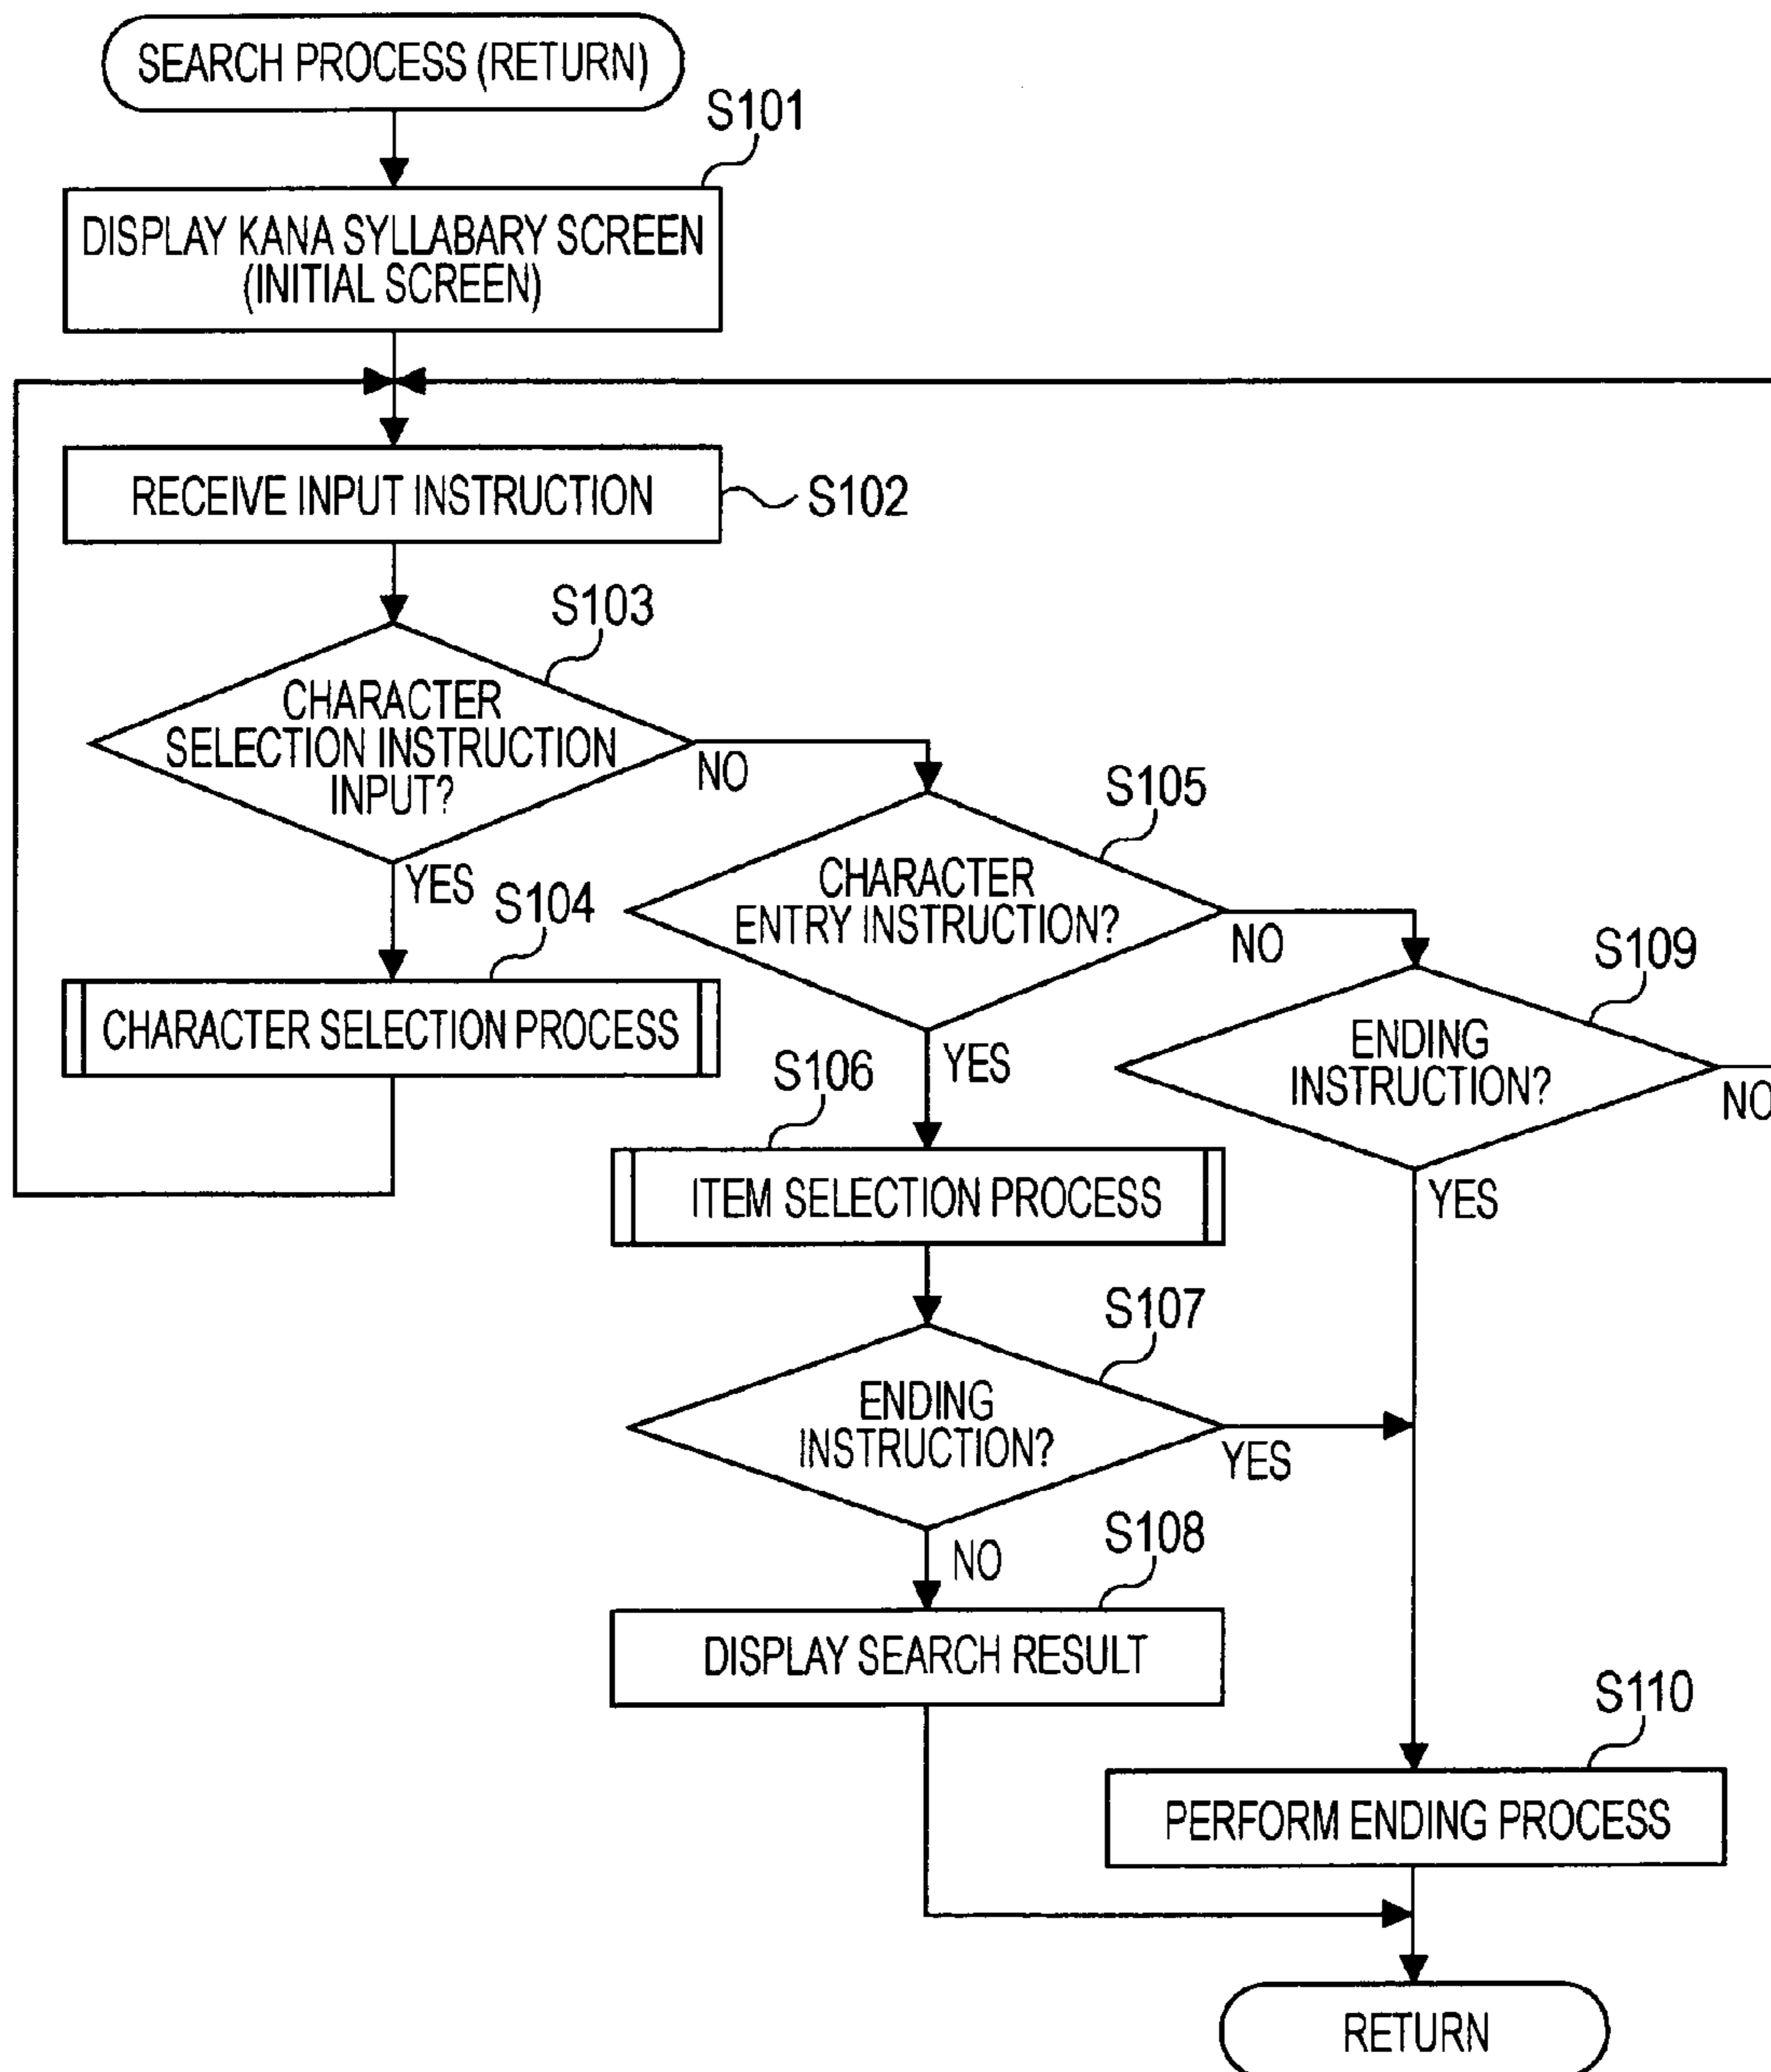 SEARCH PROCESS (RETURN)
S101
DISPLAY KANA SYLLABARY SCREEN
(INITIAL SCREEN)
RECEIVE INPUT INSTRUCTION
S102
S103
CHARACTER
SELECTION INSTRUCTION
INPUT?
NO
YES
S104
CHARACTER SELECTION PROCESS
S105
CHARACTER
ENTRY INSTRUCTION?
NO
YES
S106
ITEM SELECTION PROCESS
S109
ENDING
INSTRUCTION?
NO
YES
S107
ENDING
INSTRUCTION?
YES
NO
S108
DISPLAY SEARCH RESULT
S110
PERFORM ENDING PROCESS
RETURN